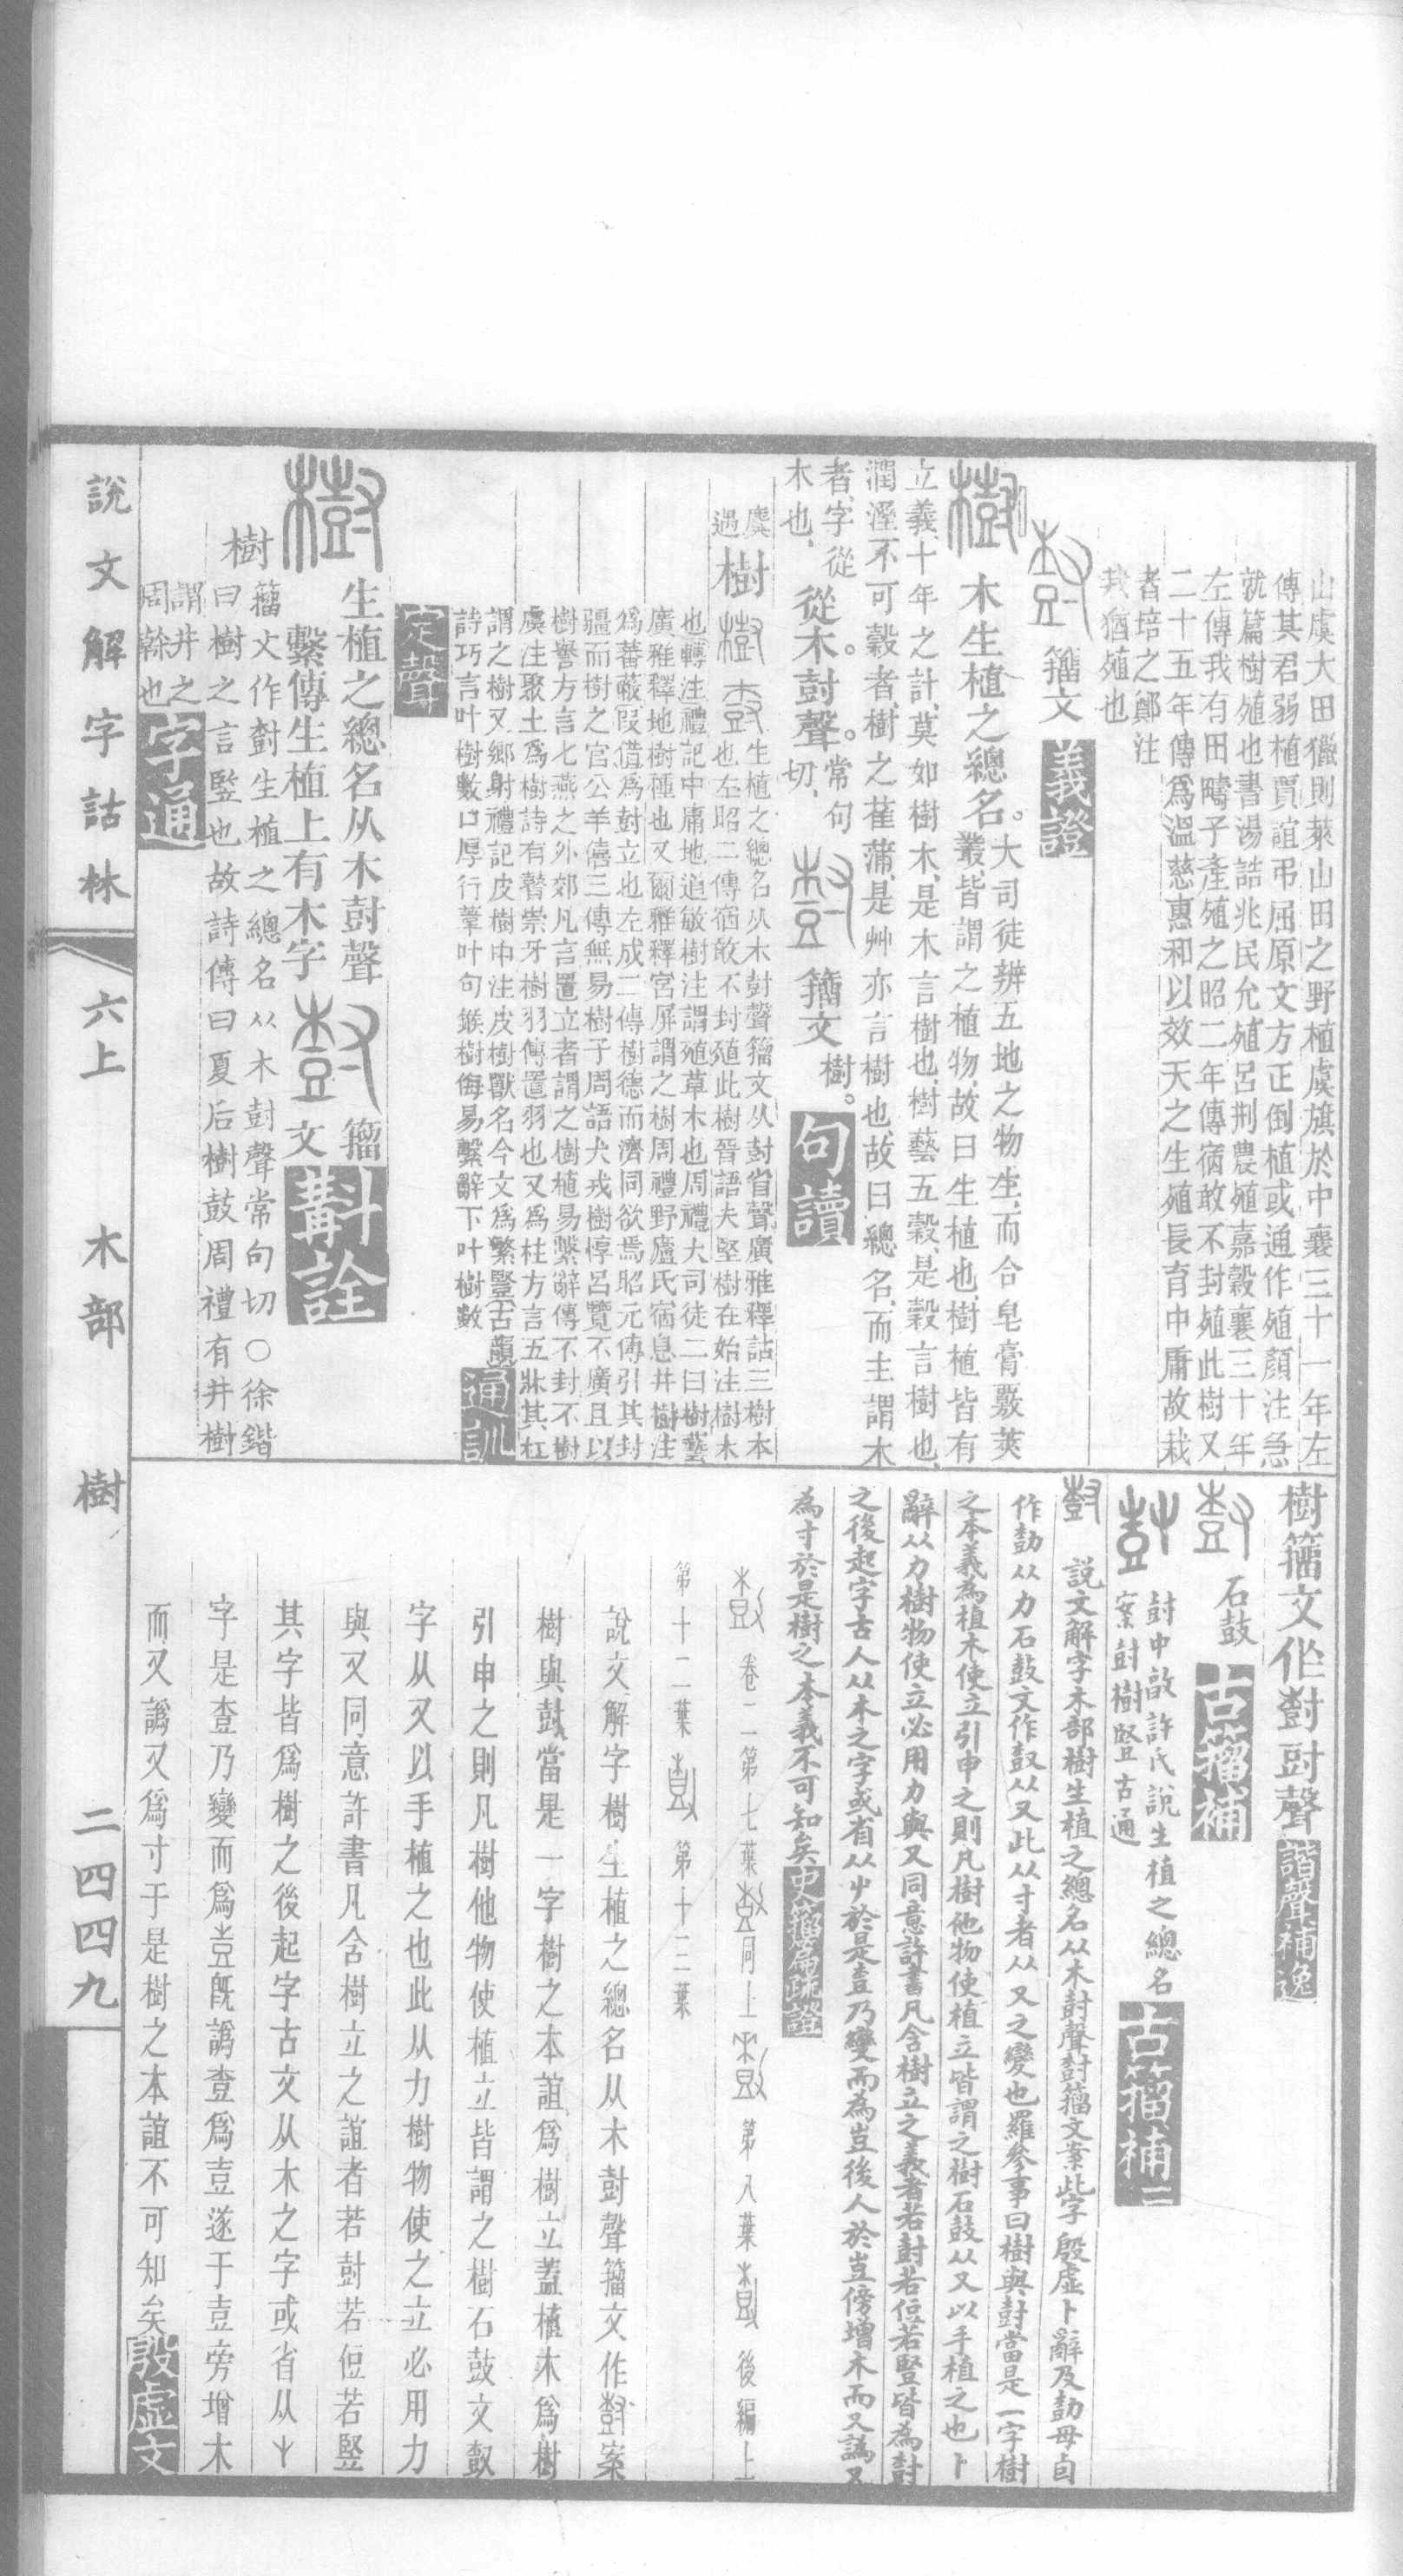 山虞大田獵則萊山田之野植虞旗於中襄三十一年左
傳其君弱植賈誼弔屈原文方正倒植或通作殖顏注急
就篇樹殖也書湯誥兆民允殖呂刑農殖嘉穀襄三十年
左傳我有田疇子產殖之昭二年傳宿敢不封殖此樹又
二十五年傳爲溫慈惠和以效天之生殖長育中庸故栽
者培之鄭注
栽猶殖也
籒文 義證
樹 木生植之總名。大司徒辨五地之物生,而合皁膏覈莢
叢,皆謂之植物,故曰生植也,樹植皆有
立義,十年之計,莫如樹木,是木言樹也,樹藝五穀,是穀言樹也,
潤溼不可穀者,樹之萑蒲,是艸亦言樹也故曰總名,而主謂木
者,字從
木也, 從木。尌聲。常句切, 籒文樹。 句讀
虞遇 樹 生植之總名从木尌聲籒文从尌省聲廣雅釋詁三樹本
也左昭二傳宿敢不封殖此樹晉語夫堅樹在始注樹木
也轉注禮記中庸地道敏樹注謂殖草木也周禮大司徒二曰樹藝
廣雅釋地樹種也又爾雅釋宮屏謂之樹周禮野廬氏宿息井樹注
爲蕃蔽叚借爲尌立也左成二傳樹德而濟同欲焉昭元傳引其封
疆而樹之官公羊僖三傳無易樹子周語犬戎樹惇呂覽不廣且以
樹譽方言七燕之外郊凡言置立者謂之樹植易繫辭傳不封不樹
虞注聚土爲樹詩有瞽崇牙樹羽傳置羽也又爲柱方言五牀其杠
謂之樹又鄉射禮記皮樹中注皮樹獸名今文爲繁豎古韻
詩巧言叶樹數口厚行葦叶句鍭樹侮易繫辭下叶樹數 通訓
定聲
樹 生植之總名从木尌聲
繫傳生植上有木字 籒文 斠詮
樹 籒文作尌生植之總名从木尌聲常句切○徐鍇
曰樹之言豎也故詩傳曰夏后樹鼓周禮有井樹
謂井之
周榦也 字通
說文解字詁林 六上 木部 樹 二四四九
樹籒文作尌尌聲 諧聲補逸
石鼓 古籒補
尌中啟許氏說生植之總名
案尌樹豎古通 古籒補二
說文解字木部樹生植之總名从木尌聲尌籒文案此字殷虛卜辭及勀母卣
作勀从力石鼓文作㪇从又此从寸者从又之變也羅參事曰樹與尌當是一字樹
之本義為植木使立引申之則凡樹他物使植立皆謂之樹石鼓从又以手植之也卜
辭从力樹物使立必用力與又同意許書凡含樹立之義者若尌若侸若豎皆為尌
之後起字古人从木之字或省从屮於是壴乃變而為豈後人於豈傍增木而又譌又
為寸於是樹之本義不可知矣 史籒篇疏證
卷二第七葉 同上 第八葉 後編上
第十二葉 第十三葉
說文解字樹生植之總名从木尌聲籒文作尌案
樹與尌當是一字樹之本誼爲樹立蓋植木爲樹
引申之則凡樹他物使植立皆謂之樹石鼓文㪇
字从又以手植之也此从力樹物使之立必用力
與又同意許書凡含樹立之誼者若尌若侸若豎
其字皆爲樹之後起字古文从木之字或省从屮
字是査乃變而爲壴既譌査爲壴遂于壴旁增木
而又譌又爲寸于是樹之本誼不可知矣 殷虛文